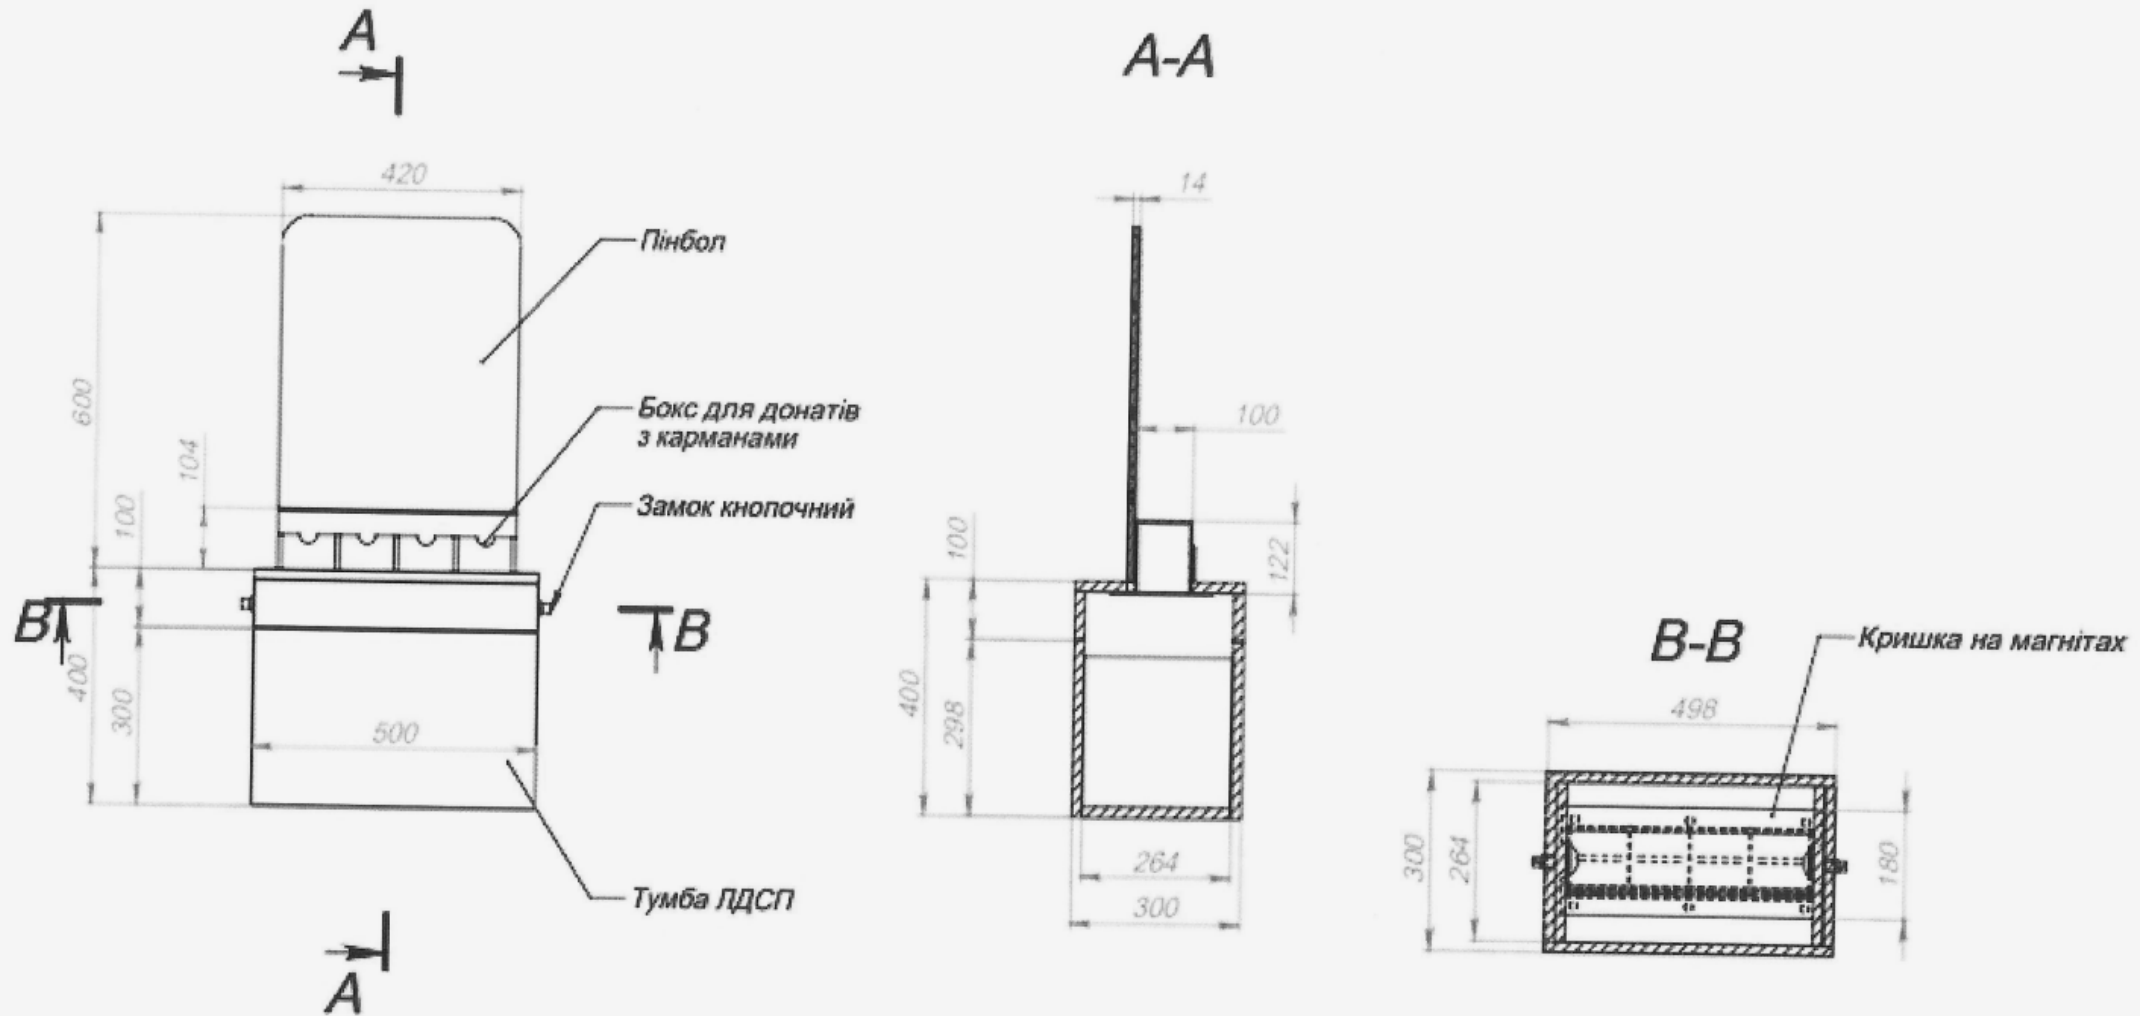 A
A-A
420
14
Пінбол
600
Бокс для донатів
з карманами
100
104
100
Замок кнопочний
100
122
B
B
B-B
Кришка на магнітах
400
300
500
400
298
498
300
264
180
264
300
Тумба ЛДСП
A